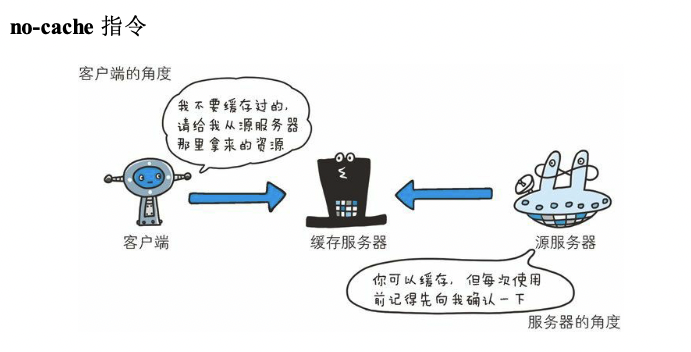 no-cache 指令
客户端的角度
我不要缓存过的,
请给我从源服务器
那里拿来的资源
客户端
缓存服务器
源服务器
你可以缓存，但每次使用
前记得先向我确认一下
服务器的角度